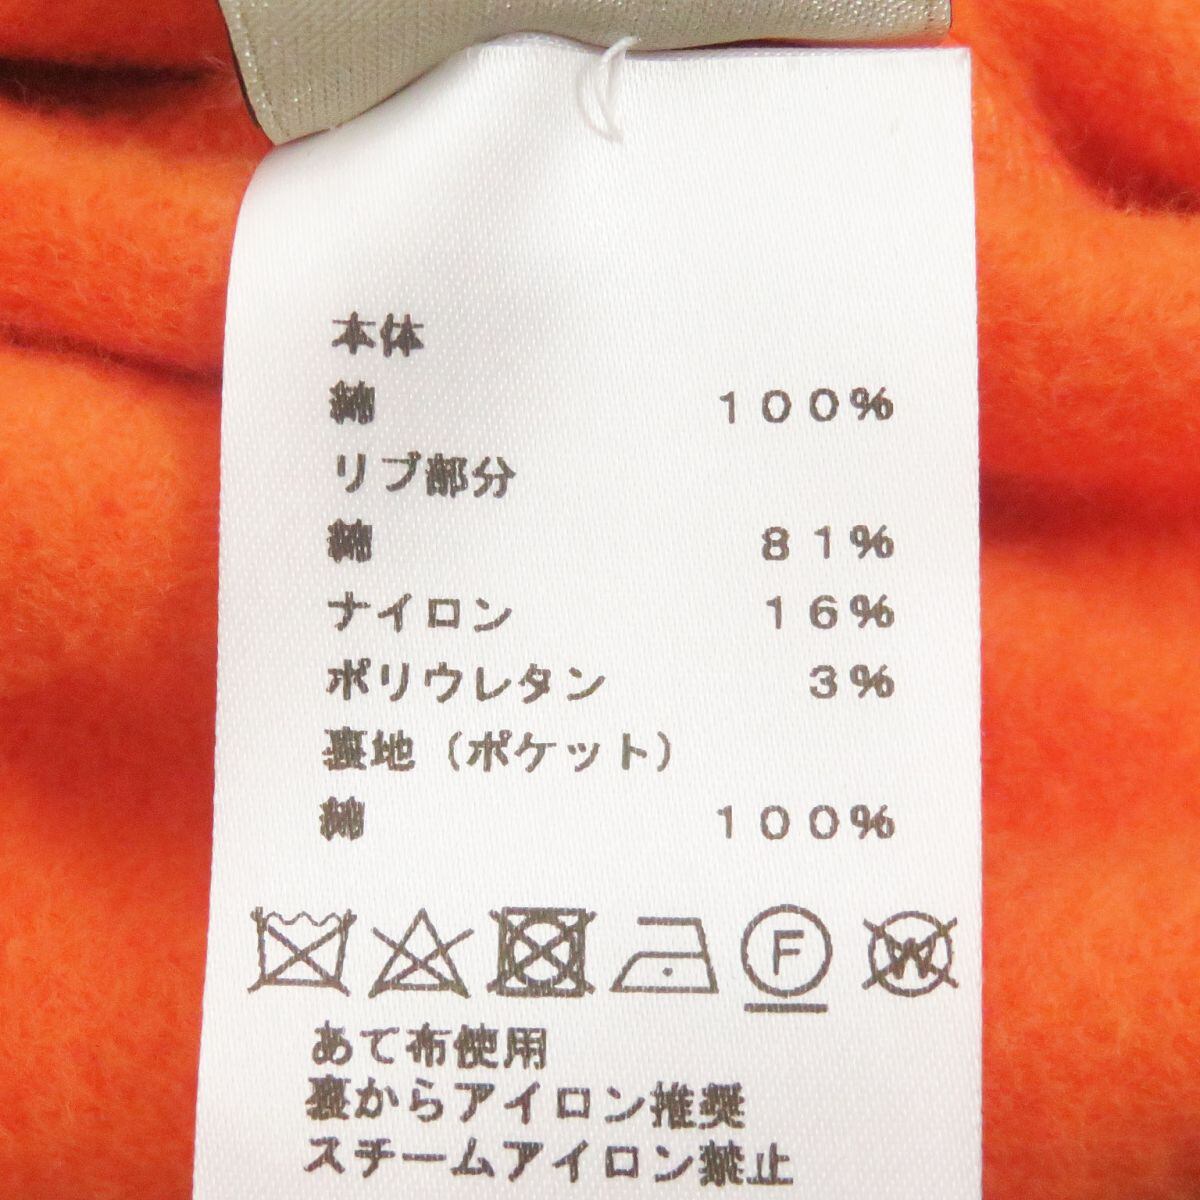 本体
綿 100%
リブ部分
綿 81%
ナイロン 16%
ポリウレタン 3%
裏地（ポケット）
綿 100%
F W
あて布使用
裏からアイロン推奨
スチームアイロン禁止